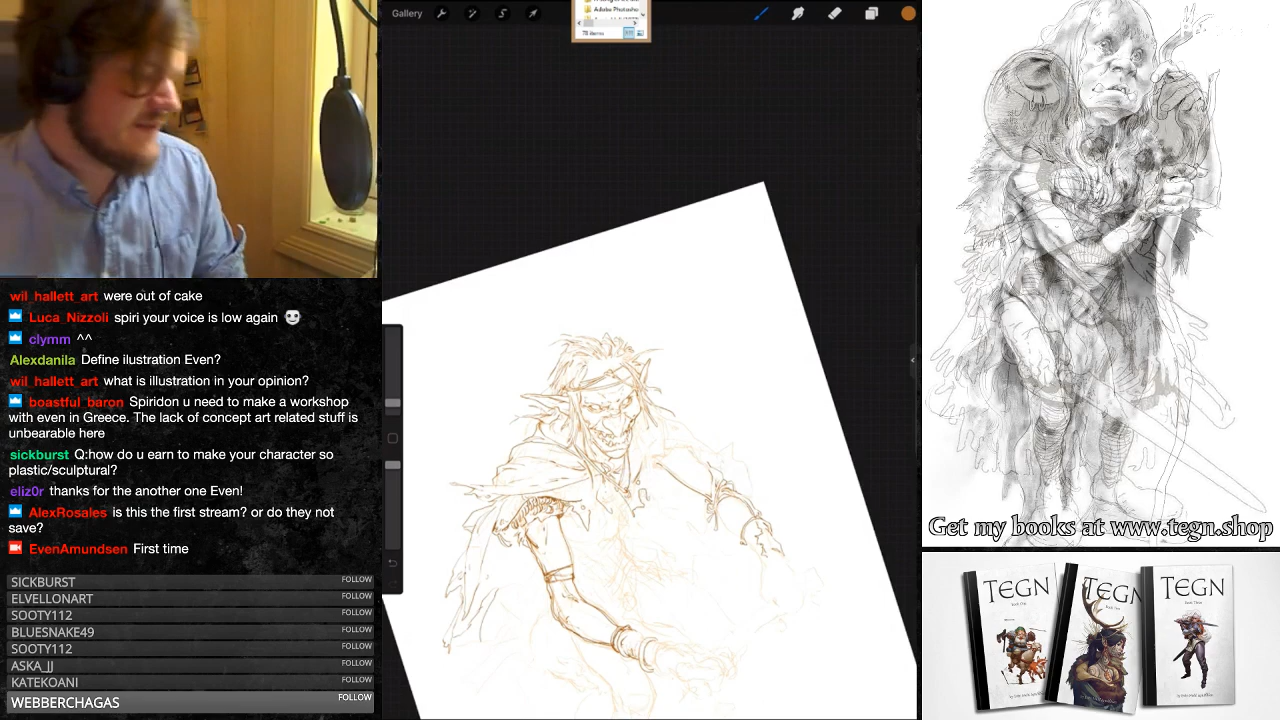 Gallery
Adobe Photosho
78 items
wil_hallett_art were out of cake
Luca_Nizzoli spiri your voice is low again
clymm ^^
Alexdanila Define ilustration Even?
wil_hallett_art what is illustration in your opinion?
boastful_baron Spiridon u need to make a workshop
with even in Greece. The lack of concept art related stuff is
unbearable here
sickburst Q:how do u earn to make your character so
plastic/sculptural?
eliz0r thanks for the another one Even!
AlexRosales is this the first stream? or do they not
save?
EvenAmundsen First time
SICKBURST FOLLOW
ELVELLONART FOLLOW
SOOTY112 FOLLOW
BLUESNAKE49 FOLLOW
SOOTY112 FOLLOW
ASKA_JJ FOLLOW
KATEKOANI FOLLOW
WEBBERCHAGAS FOLLOW
Get my books at www.tegn.shop
TEGN
TEGN
TEGN